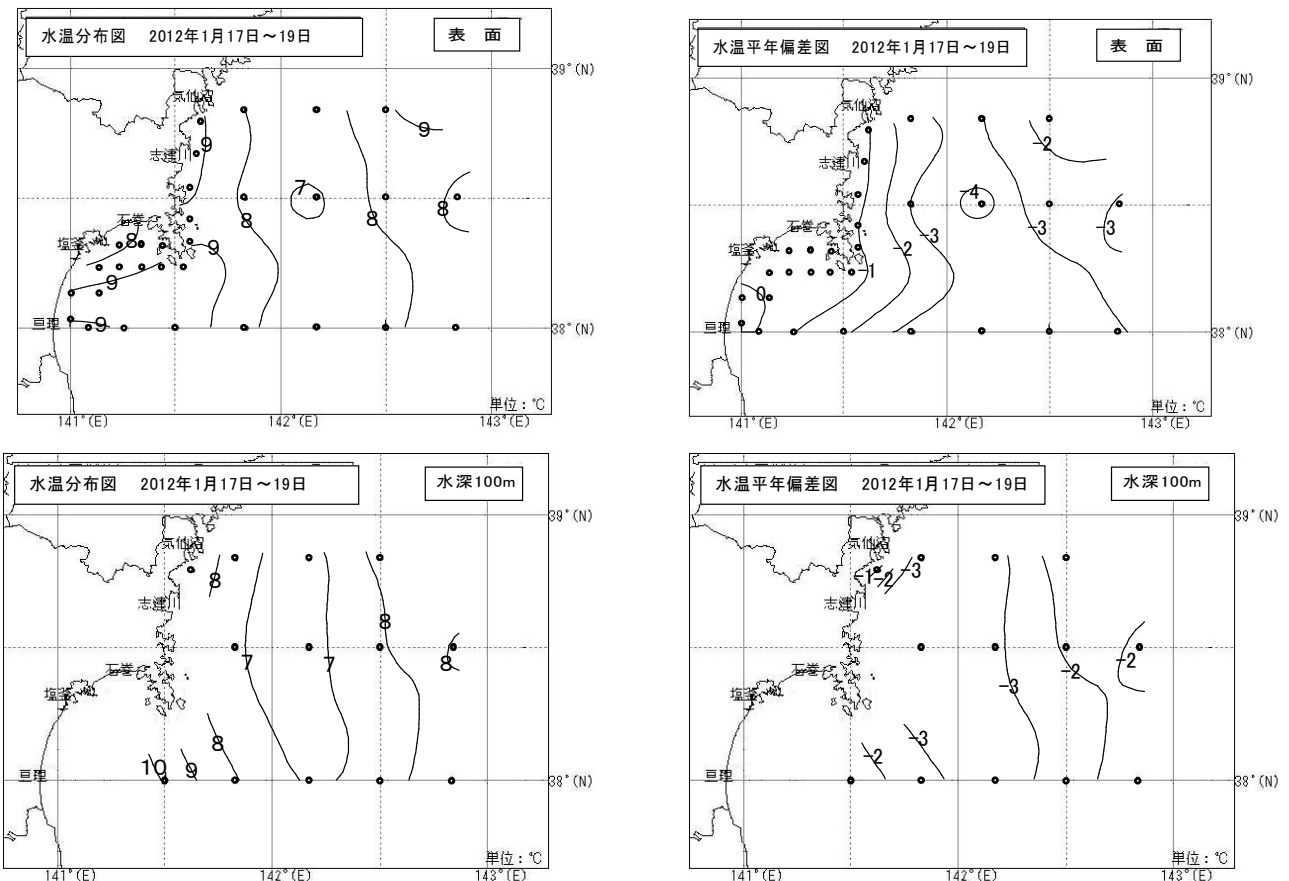 水温分布図 2012年1月17日～19日
表 面
39°(N)
気仙沼
9
9
志津川
7
8
8
8
石巻
8
塩釜
9
9
亘理
9
38°(N)
単位：℃
141°(E)
142°(E)
143°(E)
水温平年偏差図 2012年1月17日～19日
表 面
39°(N)
気仙沼
-2
志津川
-4
石巻
-3
-3
-3
塩釜
-2
-1
0
亘理
38°(N)
単位：℃
141°(E)
142°(E)
143°(E)
水温分布図 2012年1月17日～19日
水深100m
39°(N)
気仙沼
8
志津川
8
石巻
7
7
8
塩釜
8
10
9
亘理
38°(N)
単位：℃
141°(E)
142°(E)
143°(E)
水温平年偏差図 2012年1月17日～19日
水深100m
39°(N)
気仙沼
-1
-2
-3
志津川
石巻
-2
-2
-3
塩釜
-3
-2
亘理
38°(N)
単位：℃
141°(E)
142°(E)
143°(E)